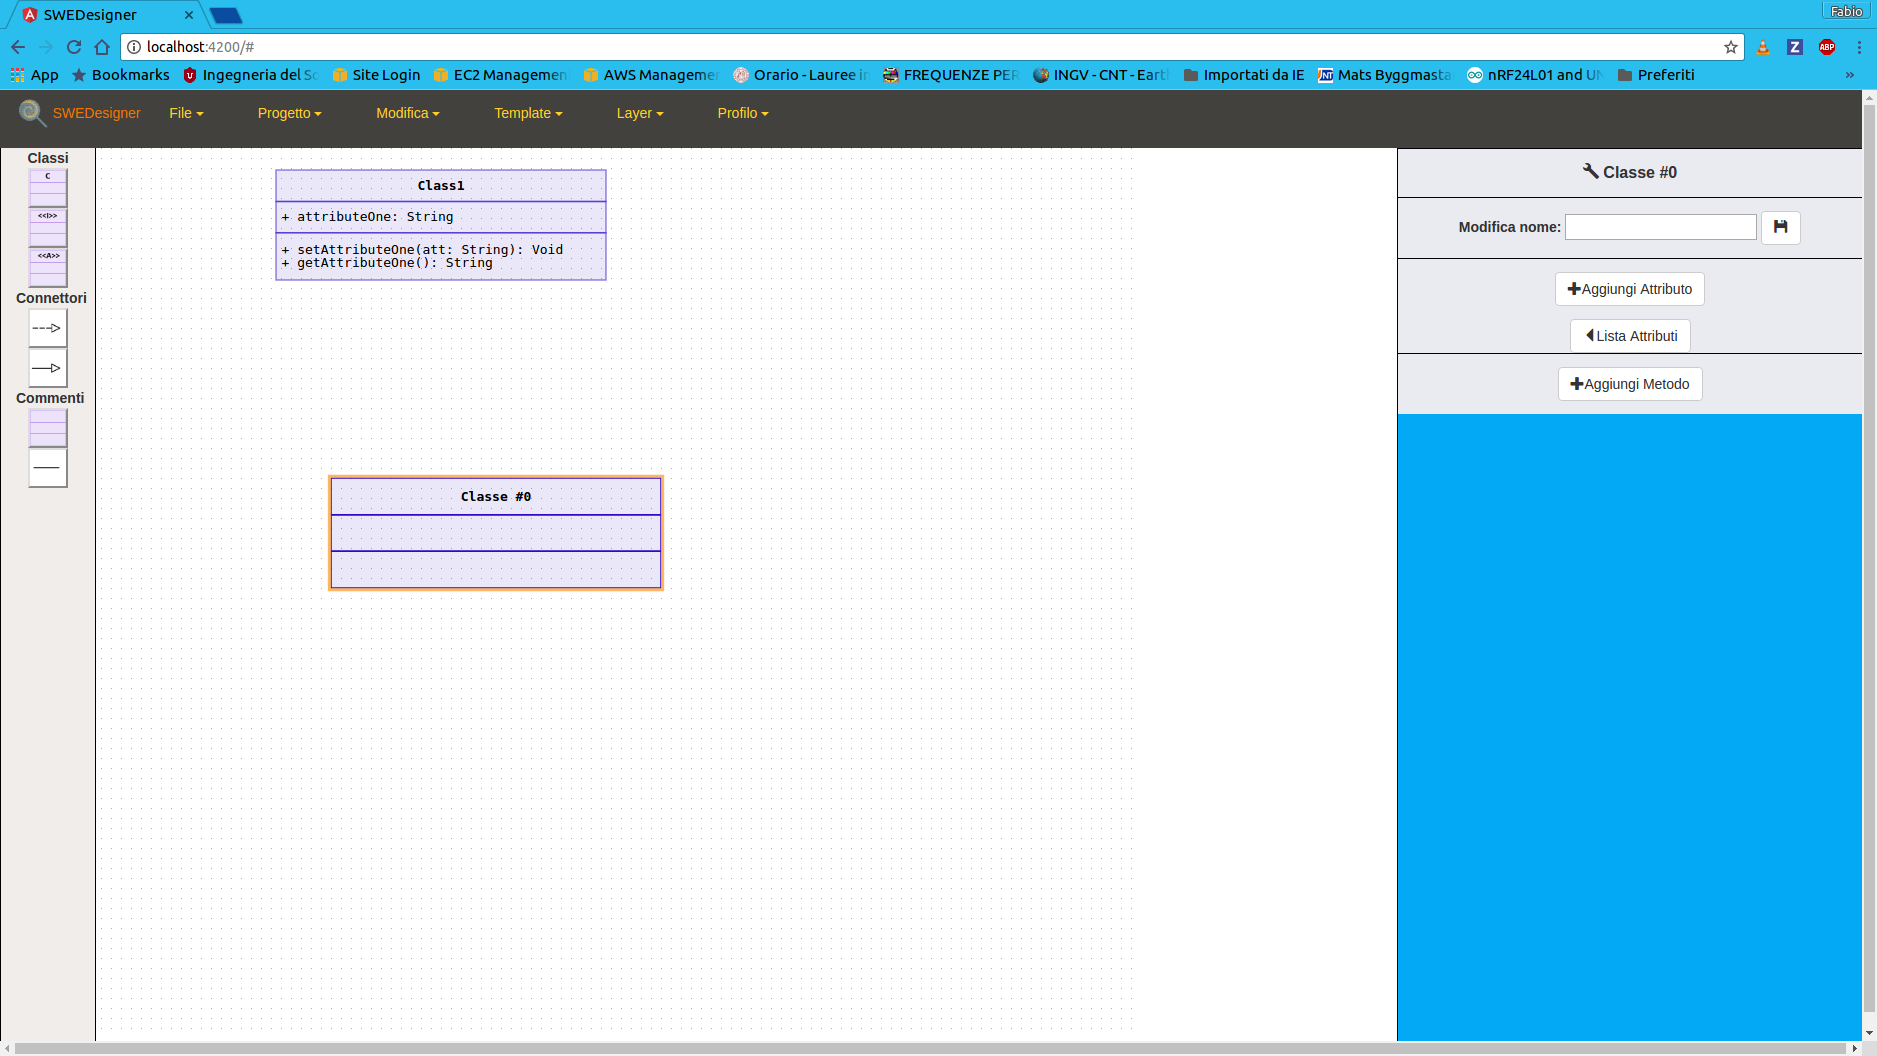 SWEDesigner
Fabio
localhost:4200/#
App Bookmarks Ingegneria del Site Login EC2 Management AWS Manageme Orario - Lauree in FREQUENZE PER INGV - CNT - Eart Importati da IE Mats Byggmasta nRF24L01 and UN Preferiti »
SWEDesigner File Progetto Modifica Template Layer Profilo
Classi
C
<<I>>
<<A>>
Connettori
Commenti
Class1
+ attributeOne: String
+ setAttributeOne(att: String): Void
+ getAttributeOne(): String
Classe #0
Classe #0
Modifica nome:
Aggiungi Attributo
Lista Attributi
Aggiungi Metodo